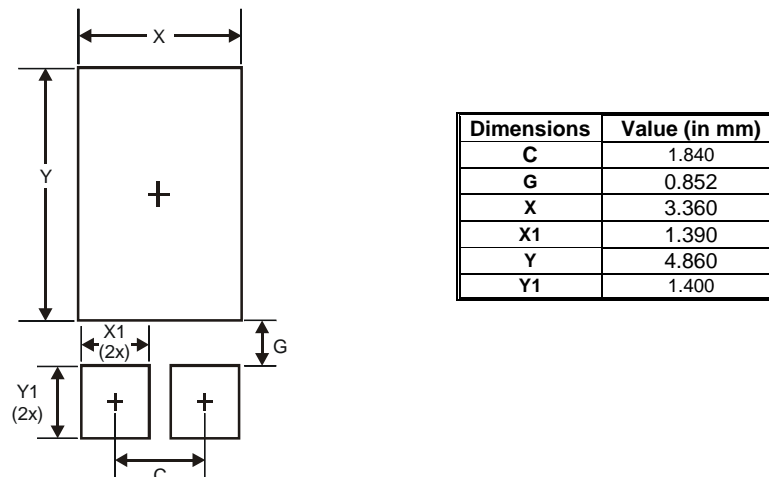 X
Y
X1
(2x)
G
Y1
(2x)
C
Dimensions Value (in mm)
C 1.840
G 0.852
X 3.360
X1 1.390
Y 4.860
Y1 1.400